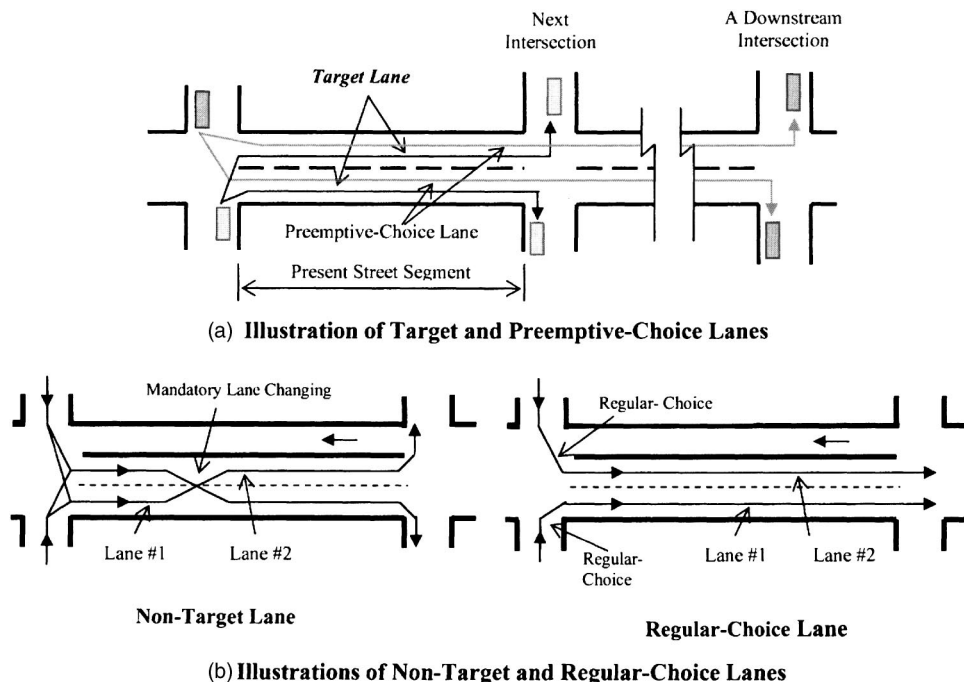 Next
Intersection
A Downstream
Intersection
Target Lane
Preemptive-Choice Lane
Present Street Segment
(a) Illustration of Target and Preemptive-Choice Lanes
Mandatory Lane Changing
Regular- Choice
Lane #1
Lane #2
Lane #1
Lane #2
Regular-
Choice
Non-Target Lane
Regular-Choice Lane
(b) Illustrations of Non-Target and Regular-Choice Lanes